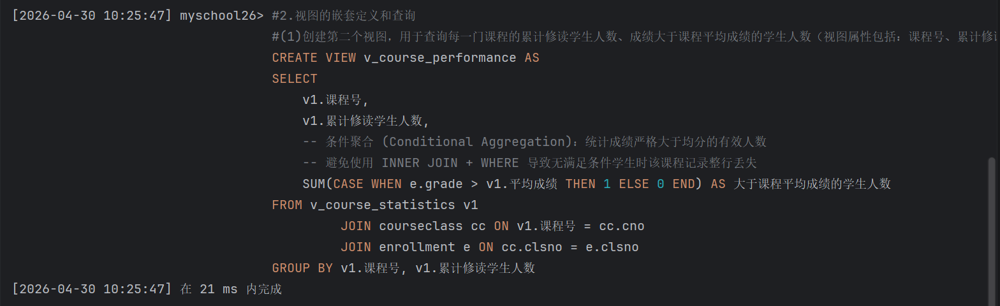 [2026-04-30 10:25:47] myschool26> #2.视图的嵌套定义和查询
#(1)创建第二个视图，用于查询每一门课程的累计修读学生人数、成绩大于课程平均成绩的学生人数（视图属性包括：课程号、累计修
CREATE VIEW v_course_performance AS
SELECT
v1.课程号,
v1.累计修读学生人数,
-- 条件聚合 (Conditional Aggregation)：统计成绩严格大于均分的有效人数
-- 避免使用 INNER JOIN + WHERE 导致无满足条件学生时该课程记录整行丢失
SUM(CASE WHEN e.grade > v1.平均成绩 THEN 1 ELSE 0 END) AS 大于课程平均成绩的学生人数
FROM v_course_statistics v1
JOIN courseclass cc ON v1.课程号 = cc.cno
JOIN enrollment e ON cc.clsno = e.clsno
GROUP BY v1.课程号, v1.累计修读学生人数
[2026-04-30 10:25:47] 在 21 ms 内完成